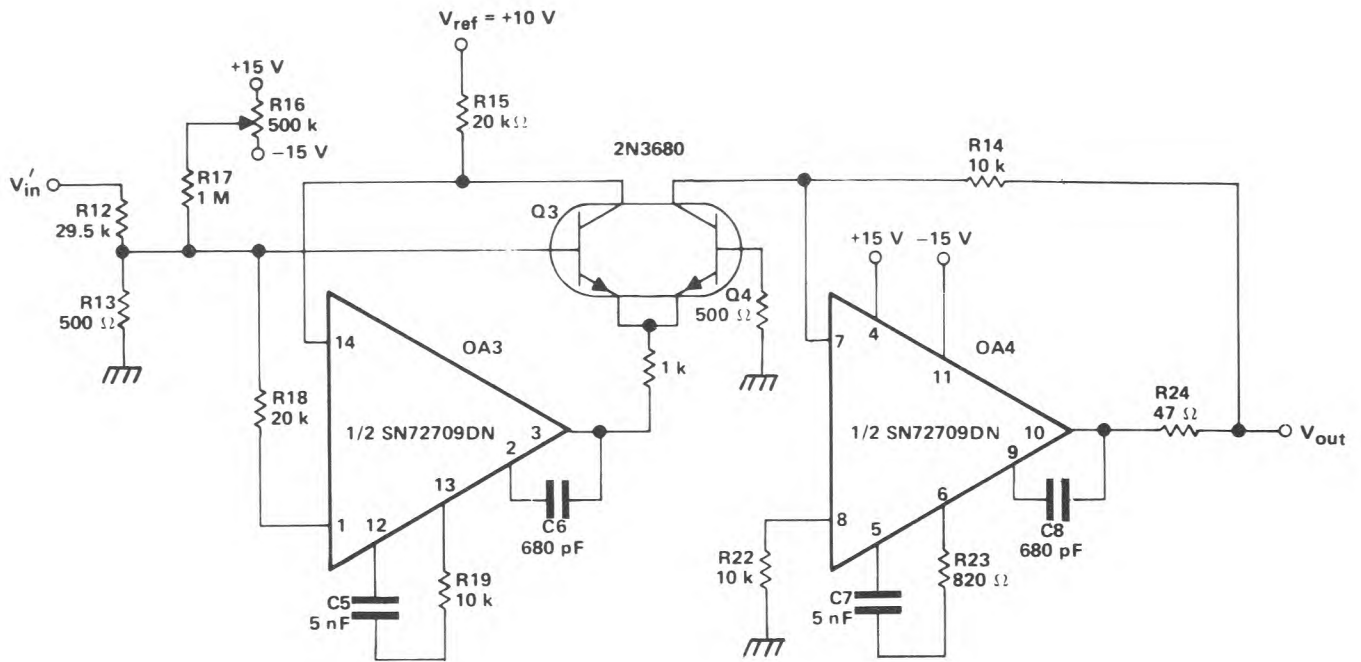 V_ref = +10 V
+15 V
R16
500 k
−15 V
R15
20 kΩ
2N3680
R14
10 k
V_in′
R17
1 M
R12
29.5 k
Q3
+15 V
−15 V
R13
500 Ω
Q4
500 Ω
14
OA3
1 k
4
11
7
OA4
R18
20 k
1/2 SN72709DN
3
2
13
12
1
C6
680 pF
R19
10 k
C5
5 nF
1/2 SN72709DN
10
9
6
5
8
R24
47 Ω
V_out
C8
680 pF
R22
10 k
R23
820 Ω
C7
5 nF